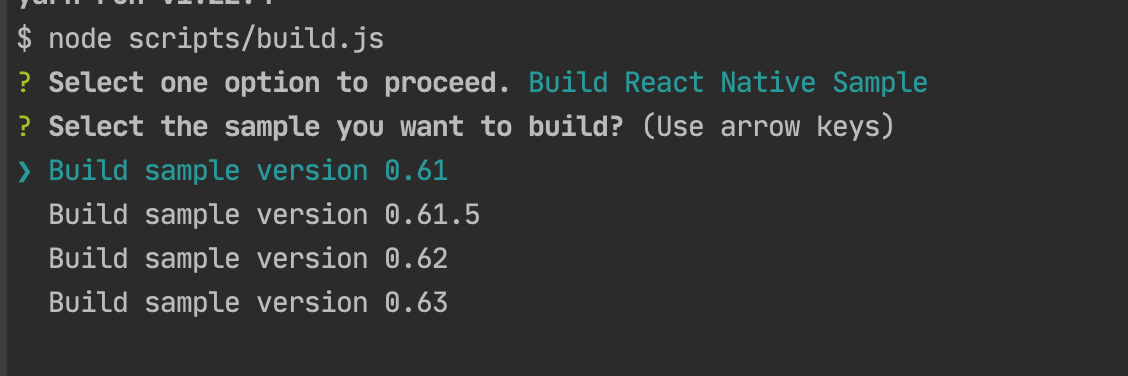 $ node scripts/build.js
? Select one option to proceed. Build React Native Sample
? Select the sample you want to build? (Use arrow keys)
❯ Build sample version 0.61
Build sample version 0.61.5
Build sample version 0.62
Build sample version 0.63